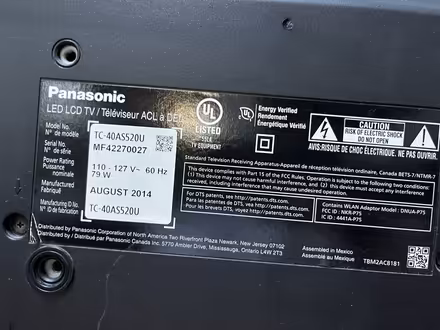 Panasonic
LED LCD TV / Téléviseur ACL à DEL
Model No.
Nº de modèle
TC-40AS520U
Serial No.
Nº de série
MF42270027
Power Rating
Puissance
Nominale
110 - 127 V~ 60 Hz
79 W
Manufactured
Fabriqué
AUGUST 2014
Manufactured ID No.
Nº ID de fabrication
TC-40AS520U
UL
LISTED
TV EQUIPMENT
Energy Verified
Rendement
Énergétique Vérifié
CAUTION
RISK OF ELECTRIC SHOCK
DO NOT OPEN
AVIS:RISQUE DE CHOC ÉLECTRIQUE
Standard Television Receiving Apparatus-Appareil de réception télévision ordinaire, Canada BETS-7/NTMR-7
This device complies with Part 15 of the FCC Rules. Operation is subject to the following two conditions:
(1) This device may not cause harmful interference, and (2) this device must accept any interference
received, including interference that may cause undesired operation.
For DTS patents, see http://patents.dts.com.
Pour les brevets DTS, visitez http://patents.dts.com.
Contains WLAN Adaptor Model : DNUA-P75
FCC ID : NKR-P75
IC ID : 4441A-P75
Distributed by Panasonic Corporation of North America Two Riverfront Plaza Newark, New Jersey 07102
Distributed by / Distribué par Panasonic Canada Inc. 5770 Ambler Drive, Mississauga, Ontario L4W 2T3
Assembled in Mexico
Assemblé au Mexique
TBM2AC8181